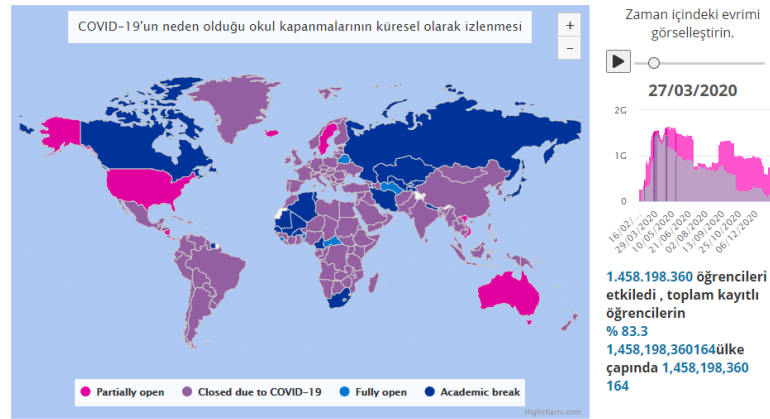 COVID-19'un neden olduğu okul kapanmalarının küresel olarak izlenmesi
+
−
Partially open
Closed due to COVID-19
Fully open
Academic break
Highcharts.com
Zaman içindeki evrimi
görselleştirin.
27/03/2020
2G
1G
0
16/02/...
29/03/2020
10/05/2020
21/06/2020
02/08/2020
13/09/2020
25/10/2020
06/12/2020
1.458.198.360 öğrencileri
etkiledi , toplam kayıtlı
öğrencilerin
% 83.3
1,458,198,360164ülke
çapında 1,458,198,360
164